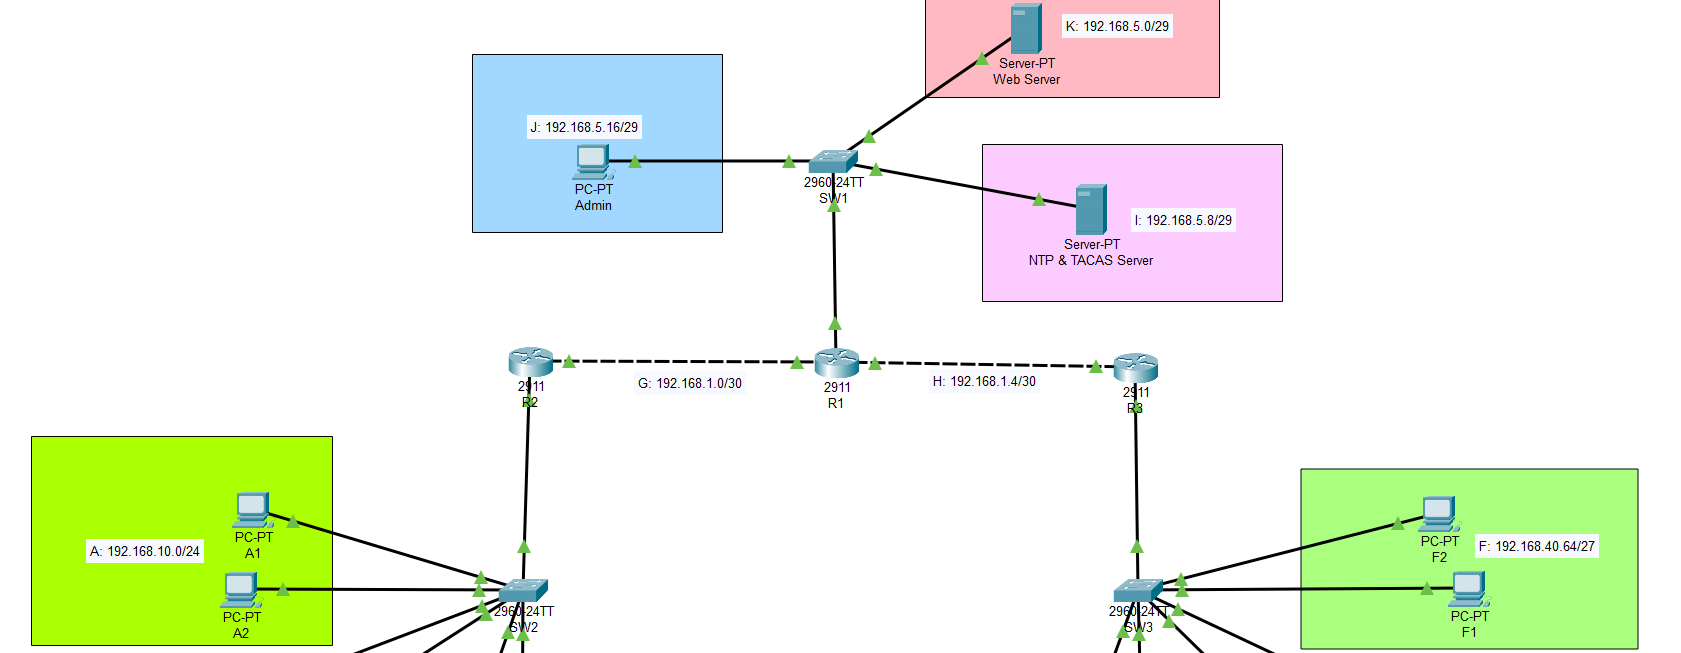 K: 192.168.5.0/29
Server-PT
Web Server
J: 192.168.5.16/29
PC-PT
Admin
2960-24TT
SW1
I: 192.168.5.8/29
Server-PT
NTP & TACAS Server
2911
R2
G: 192.168.1.0/30
2911
R1
H: 192.168.1.4/30
2911
R3
A: 192.168.10.0/24
PC-PT
A1
PC-PT
A2
2960-24TT
SW2
2960-24TT
SW3
PC-PT
F2
F: 192.168.40.64/27
PC-PT
F1